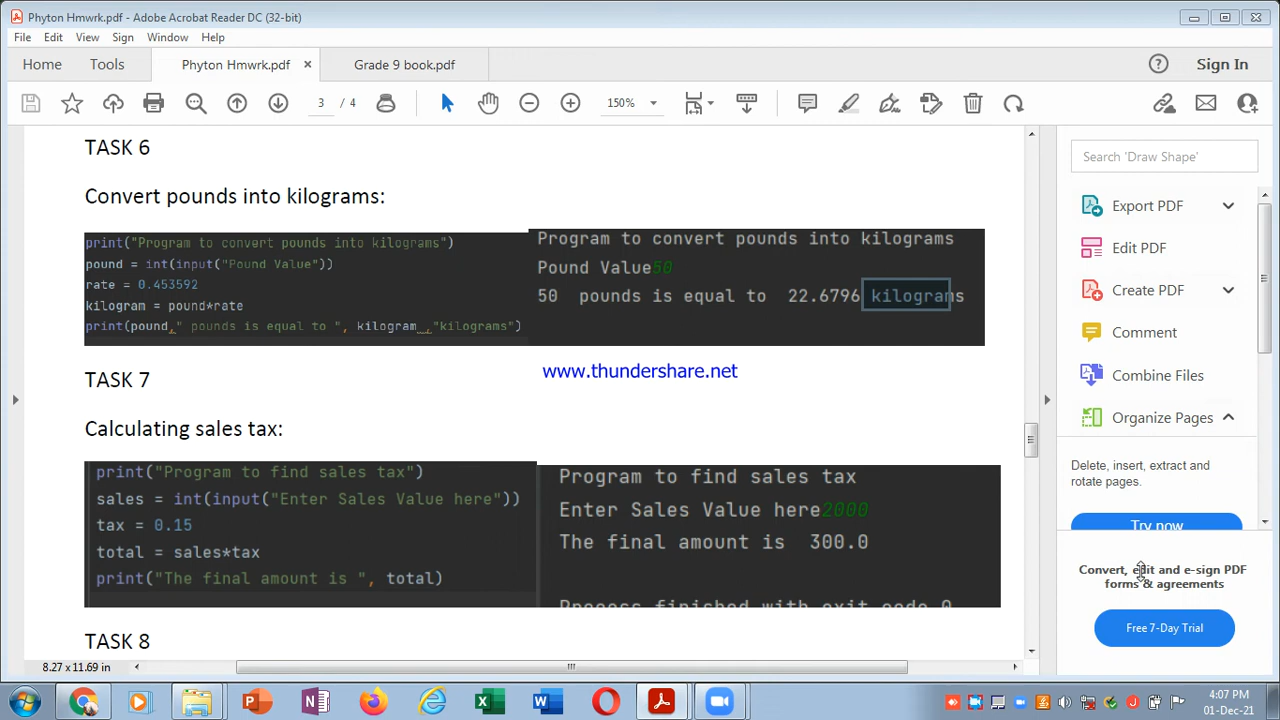 Phyton Hmwrk.pdf - Adobe Acrobat Reader DC (32-bit)
File Edit View Sign Window Help
Home Tools Phyton Hmwrk.pdf × Grade 9 book.pdf Sign In
3 / 4 150%
TASK 6
Convert pounds into kilograms:
print("Program to convert pounds into kilograms")
pound = int(input("Pound Value"))
rate = 0.453592
kilogram = pound*rate
print(pound," pounds is equal to ", kilogram ,"kilograms")
Program to convert pounds into kilograms
Pound Value50
50 pounds is equal to 22.6796 kilograms
www.thundershare.net
TASK 7
Calculating sales tax:
print("Program to find sales tax")
sales = int(input("Enter Sales Value here"))
tax = 0.15
total = sales*tax
print("The final amount is ", total)
Program to find sales tax
Enter Sales Value here2000
The final amount is 300.0
Process finished with exit code 0
TASK 8
8.27 x 11.69 in
Search 'Draw Shape'
Export PDF
Edit PDF
Create PDF
Comment
Combine Files
Organize Pages
Delete, insert, extract and
rotate pages.
Try now
Convert, edit and e-sign PDF
forms & agreements
Free 7-Day Trial
4:07 PM
01-Dec-21